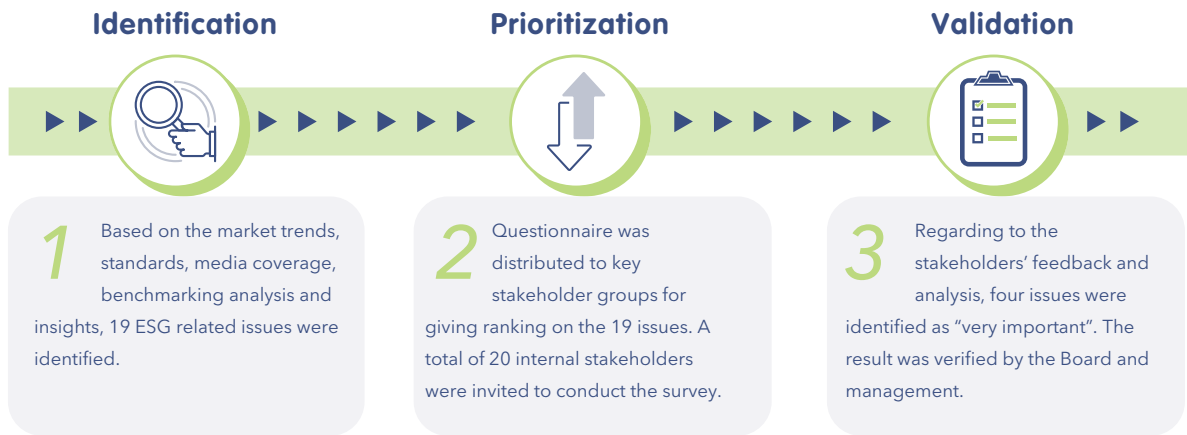 Identification
Prioritization
Validation
1
Based on the market trends,
standards, media coverage,
benchmarking analysis and
insights, 19 ESG related issues were
identified.
2
Questionnaire was
distributed to key
stakeholder groups for
giving ranking on the 19 issues. A
total of 20 internal stakeholders
were invited to conduct the survey.
3
Regarding to the
stakeholders’ feedback and
analysis, four issues were
identified as “very important”. The
result was verified by the Board and
management.